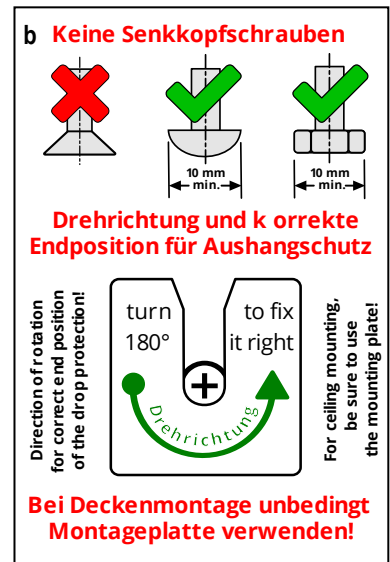 b Keine Senkkopfschrauben
10 mm
min.
10 mm
min.
Drehrichtung und k orrekte
Endposition für Aushangschutz
Direction of rotation
for correct end position
of the drop protection!
turn to fix
180° it right
Drehrichtung
For ceiling mounting,
be sure to use
the mounting plate!
Bei Deckenmontage unbedingt
Montageplatte verwenden!